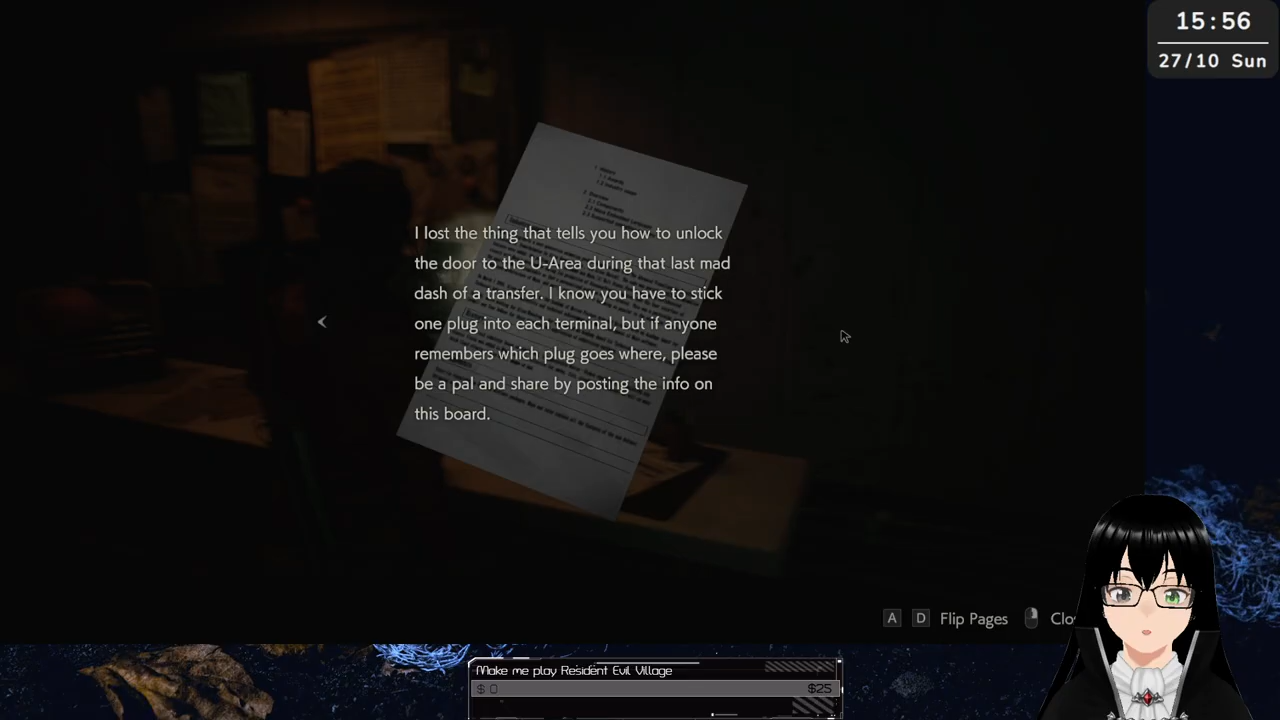 15:56
27/10 Sun
I lost the thing that tells you how to unlock
the door to the U-Area during that last mad
dash of a transfer. I know you have to stick
one plug into each terminal, but if anyone
remembers which plug goes where, please
be a pal and share by posting the info on
this board.
A D Flip Pages
Make me play Resident Evil Village
$ 0 $25